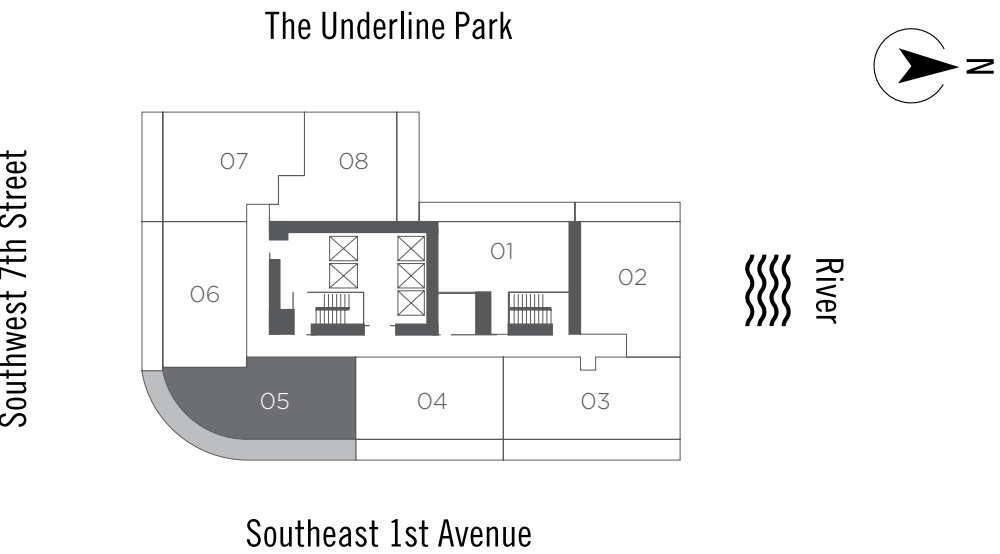 The Underline Park
N
Southwest 7th Street
07
08
01
02
06
River
05
04
03
Southeast 1st Avenue